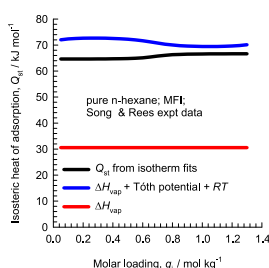 80
70
60
50
40
30
20
10
0
Isosteric heat of adsorption, Qst / kJ mol-1
pure n-hexane; MFI;
Song & Rees expt data
Qst from isotherm fits
ΔHvap + Tóth potential + RT
ΔHvap
0.0 0.2 0.4 0.6 0.8 1.0 1.2 1.4
Molar loading, qi / mol kg-1